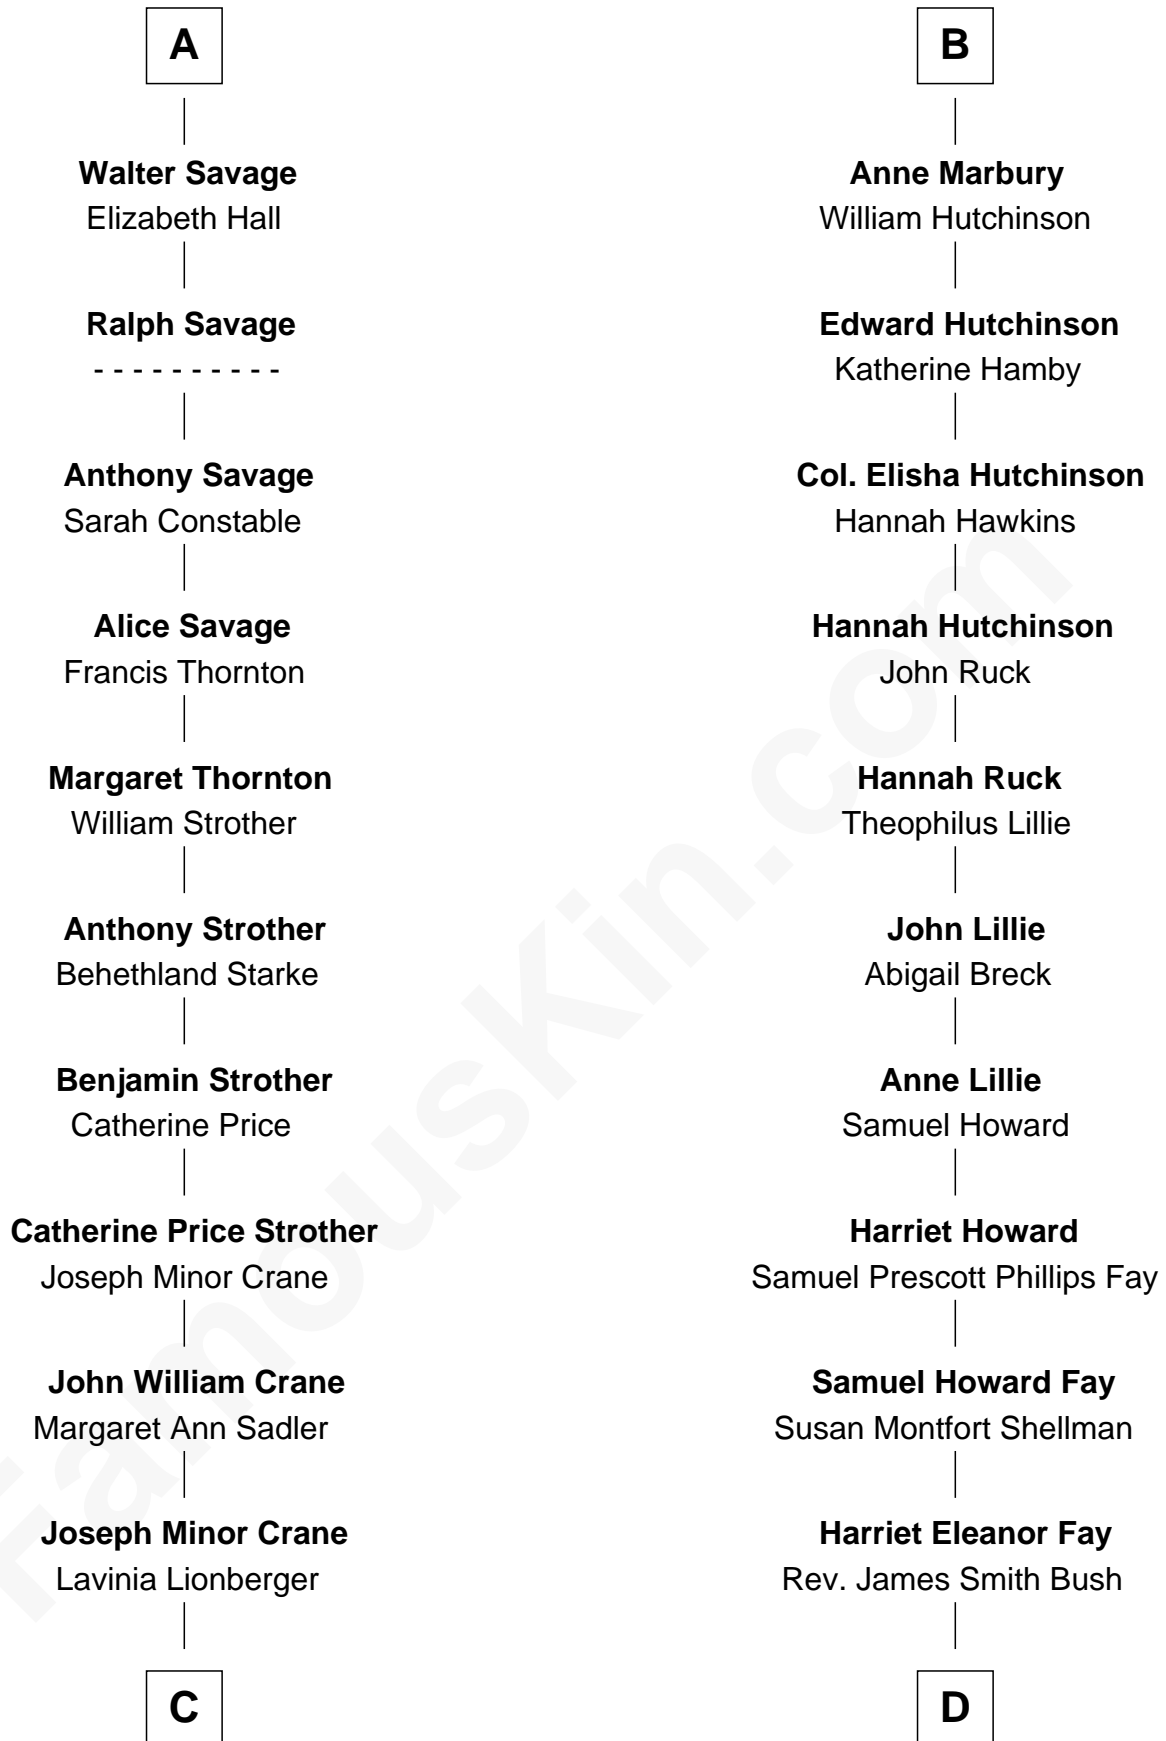 A
Walter Savage
Elizabeth Hall
Ralph Savage
- - - - - - - - - -
Anthony Savage
Sarah Constable
Alice Savage
Francis Thornton
Margaret Thornton
William Strother
Anthony Strother
Behethland Starke
Benjamin Strother
Catherine Price
Catherine Price Strother
Joseph Minor Crane
John William Crane
Margaret Ann Sadler
Joseph Minor Crane
Lavinia Lionberger
C
B
Anne Marbury
William Hutchinson
Edward Hutchinson
Katherine Hamby
Col. Elisha Hutchinson
Hannah Hawkins
Hannah Hutchinson
John Ruck
Hannah Ruck
Theophilus Lillie
John Lillie
Abigail Breck
Anne Lillie
Samuel Howard
Harriet Howard
Samuel Prescott Phillips Fay
Samuel Howard Fay
Susan Montfort Shellman
Harriet Eleanor Fay
Rev. James Smith Bush
D
FamousKin.com